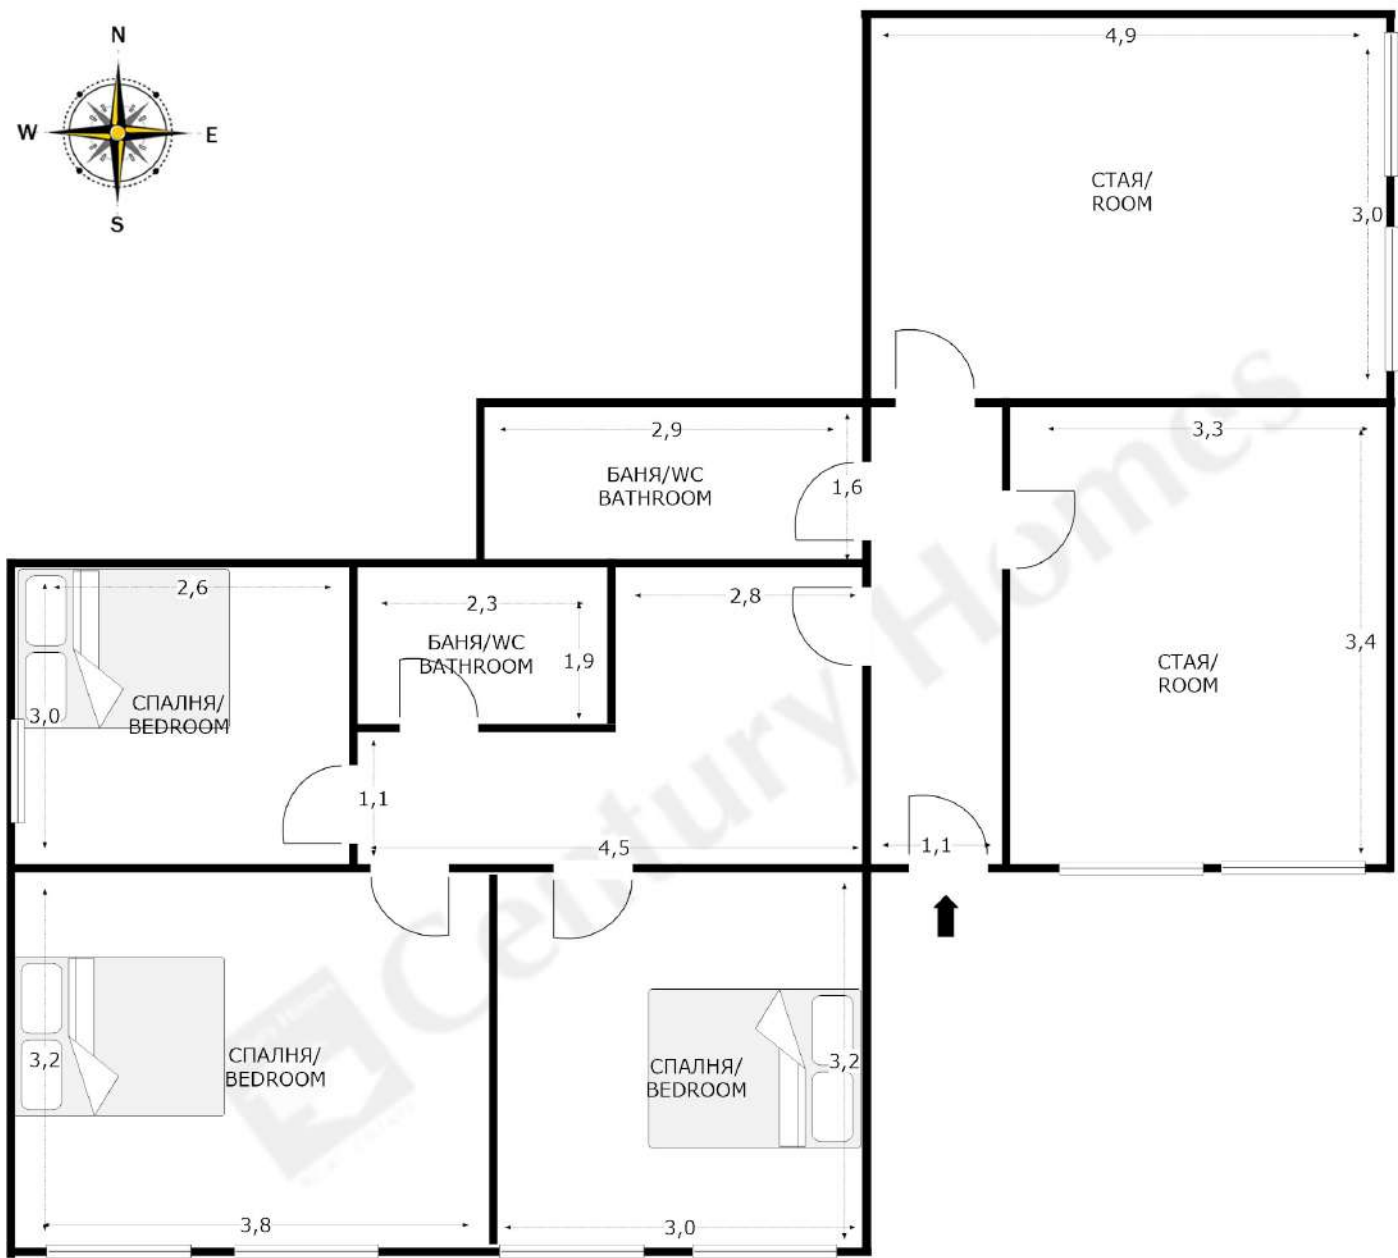 N
W
E
S
4,9
СТАЯ/
ROOM
3,0
2,9
БАНЯ/WC
BATHROOM
1,6
3,3
СТАЯ/
ROOM
3,4
2,6
СПАЛНЯ/
BEDROOM
3,0
2,3
БАНЯ/WC
BATHROOM
1,9
2,8
1,1
4,5
1,1
СПАЛНЯ/
BEDROOM
3,2
3,8
СПАЛНЯ/
BEDROOM
3,2
3,0
Century Homes